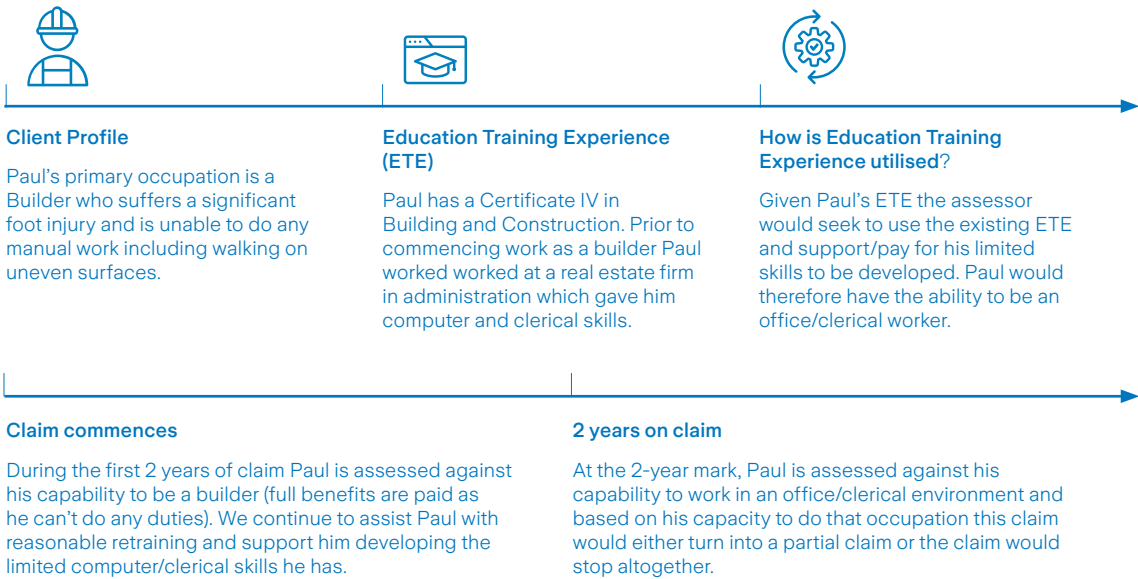 Client Profile
Paul's primary occupation is a
Builder who suffers a significant
foot injury and is unable to do any
manual work including walking on
uneven surfaces.
Education Training Experience
(ETE)
Paul has a Certificate IV in
Building and Construction. Prior to
commencing work as a builder Paul
worked worked at a real estate firm
in administration which gave him
computer and clerical skills.
How is Education Training
Experience utilised?
Given Paul's ETE the assessor
would seek to use the existing ETE
and support/pay for his limited
skills to be developed. Paul would
therefore have the ability to be an
office/clerical worker.
Claim commences
During the first 2 years of claim Paul is assessed against
his capability to be a builder (full benefits are paid as
he can't do any duties). We continue to assist Paul with
reasonable retraining and support him developing the
limited computer/clerical skills he has.
2 years on claim
At the 2-year mark, Paul is assessed against his
capability to work in an office/clerical environment and
based on his capacity to do that occupation this claim
would either turn into a partial claim or the claim would
stop altogether.